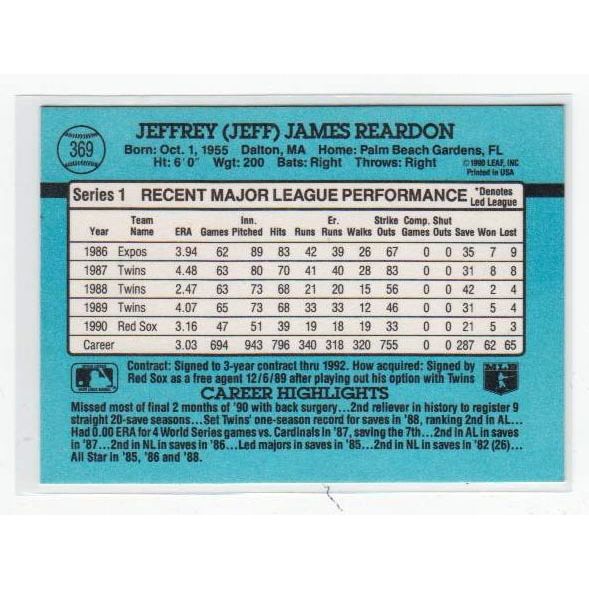 369
JEFFREY (JEFF) JAMES REARDON
Born: Oct. 1, 1955 Dalton, MA Home: Palm Beach Gardens, FL
Ht: 6'0" Wgt: 200 Bats: Right Throws: Right
©1990 LEAF, INC.
Printed in USA
Series 1 RECENT MAJOR LEAGUE PERFORMANCE *Denotes Led League
Team Inn. Er. Strike Comp. Shut
Year Name ERA Games Pitched Hits Runs Runs Walks Outs Games Outs Save Won Lost
1986 Expos 3.94 62 89 83 42 39 26 67 0 0 35 7 9
1987 Twins 4.48 63 80 70 41 40 28 83 0 0 31 8 8
1988 Twins 2.47 63 73 68 21 20 15 56 0 0 42 2 4
1989 Twins 4.07 65 73 68 33 33 12 46 0 0 31 5 4
1990 Red Sox 3.16 47 51 39 19 18 19 33 0 0 21 5 3
Career 3.03 694 943 796 340 318 320 755 0 0 287 62 65
Contract: Signed to 3-year contract thru 1992. How acquired: Signed by
Red Sox as a free agent 12/6/89 after playing out his option with Twins
MLB
CAREER HIGHLIGHTS
Missed most of final 2 months of '90 with back surgery...2nd reliever in history to register 9
straight 20-save seasons...Set Twins' one-season record for saves in '88, ranking 2nd in AL...
Had 0.00 ERA for 4 World Series games vs. Cardinals in '87, saving the 7th...2nd in AL in saves
in '87...2nd in NL in saves in '86...Led majors in saves in '85...2nd in NL in saves in '82 (26)...
All Star in '85, '86 and '88.